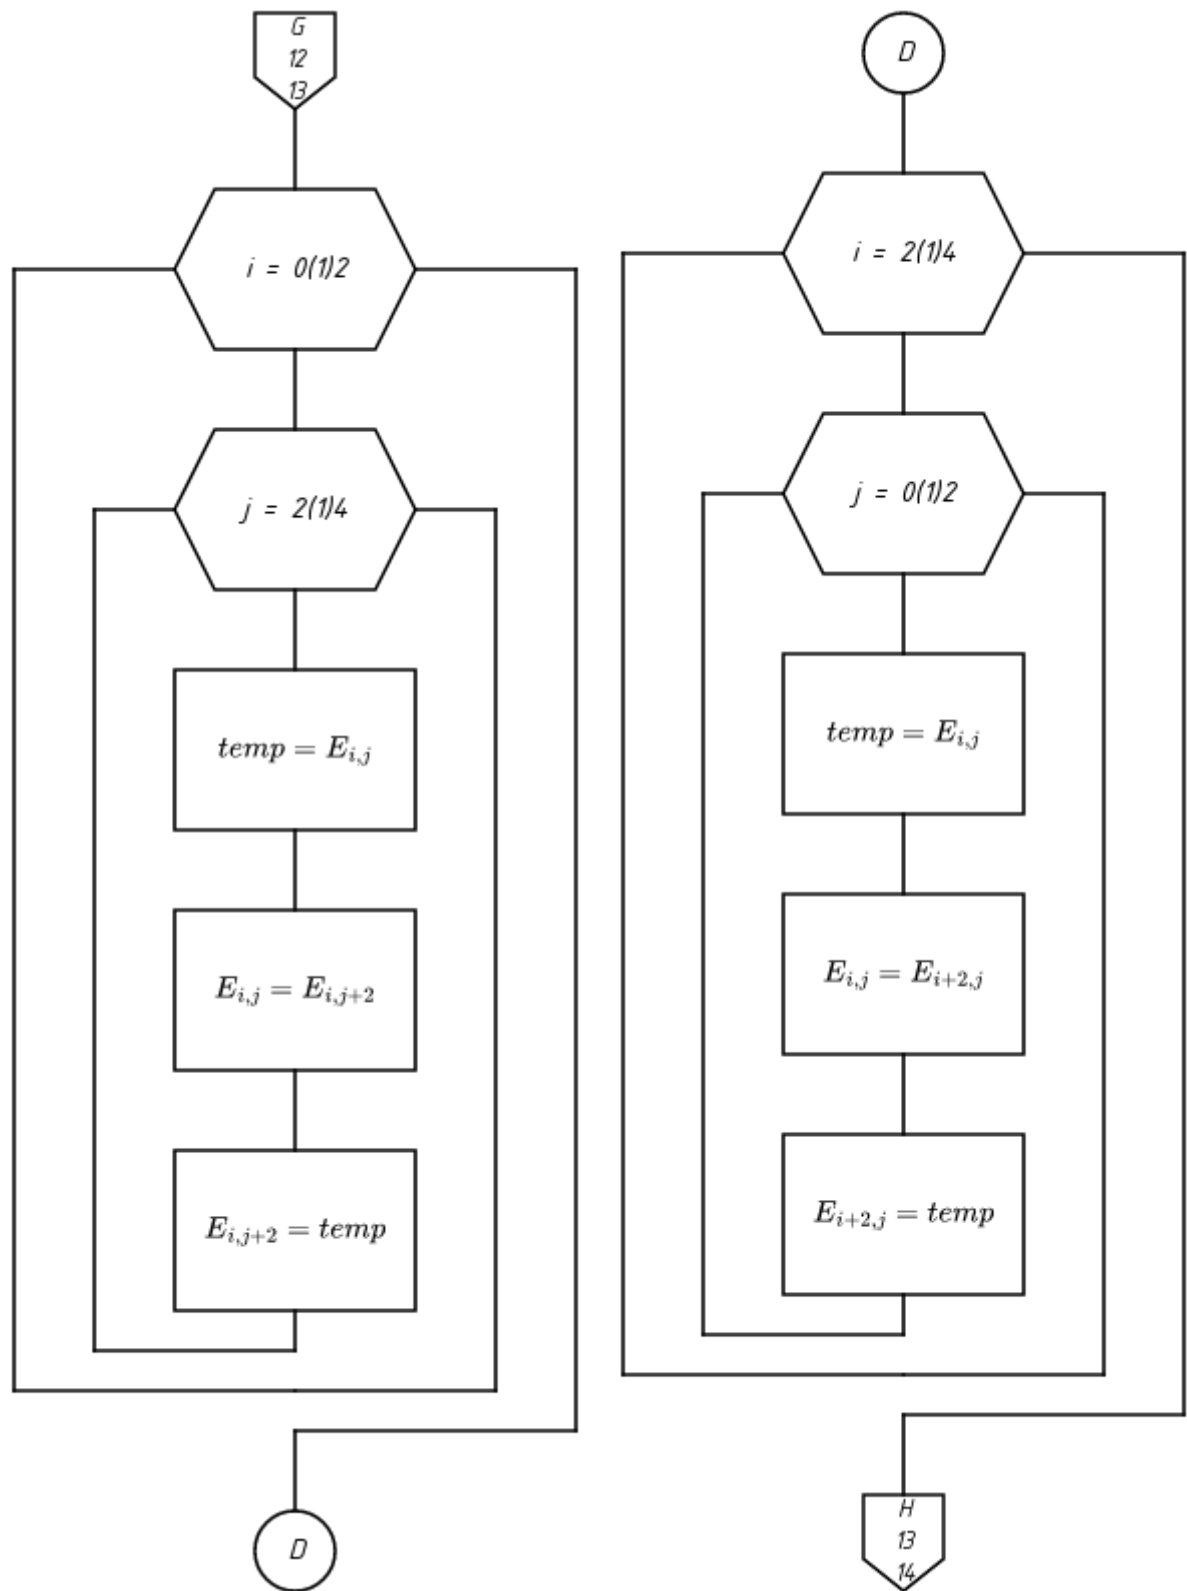 G
12
13
i = 0(1)2
j = 2(1)4
temp = E_{i,j}
E_{i,j} = E_{i,j+2}
E_{i,j+2} = temp
D
D
i = 2(1)4
j = 0(1)2
temp = E_{i,j}
E_{i,j} = E_{i+2,j}
E_{i+2,j} = temp
H
13
14